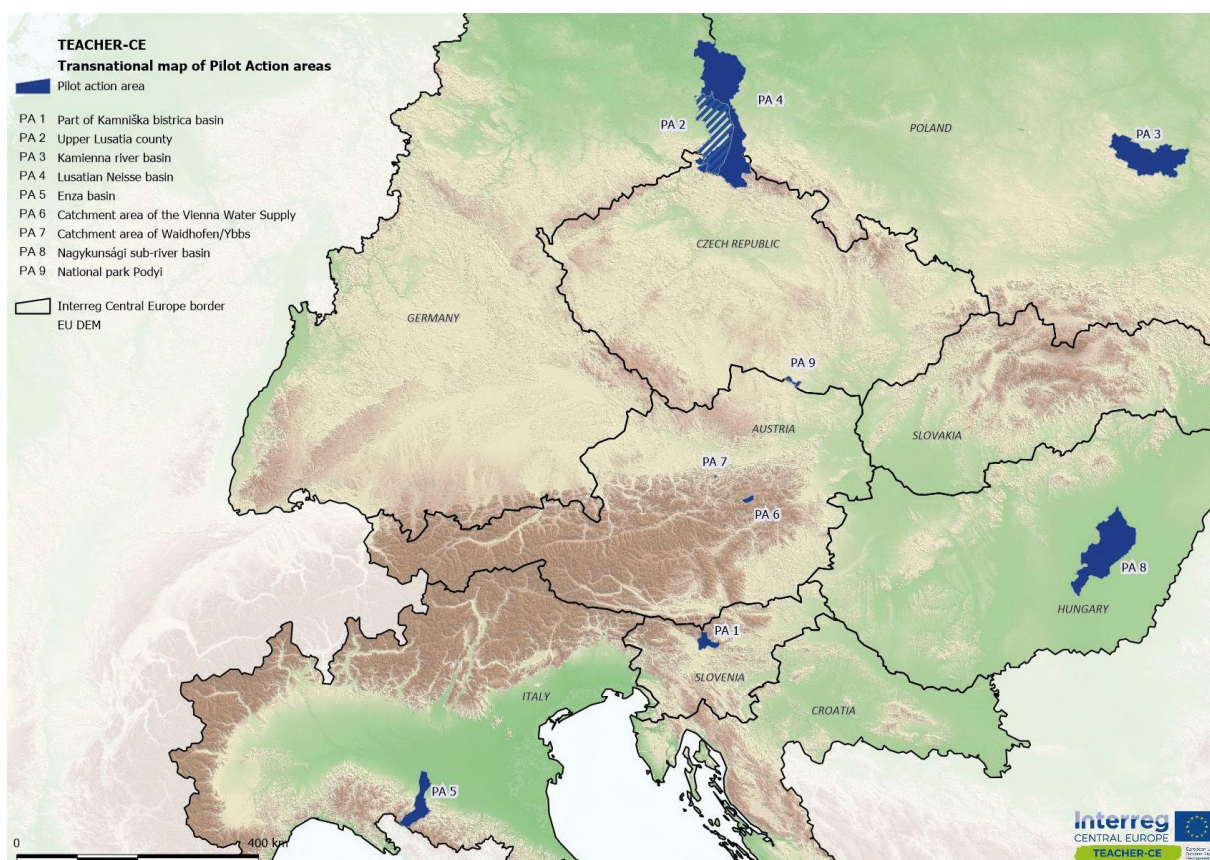 TEACHER-CE
Transnational map of Pilot Action areas
Pilot action area
PA 1 Part of Kamniška bistrica basin
PA 2 Upper Lusatia county
PA 3 Kamienna river basin
PA 4 Lusatian Neisse basin
PA 5 Enza basin
PA 6 Catchment area of the Vienna Water Supply
PA 7 Catchment area of Waidhofen/Ybbs
PA 8 Nagykunsági sub-river basin
PA 9 National park Podyi
Interreg Central Europe border
EU DEM
PA 4
PA 2
POLAND
PA 3
CZECH REPUBLIC
GERMANY
PA 9
AUSTRIA
SLOVAKIA
PA 7
PA 6
PA 8
HUNGARY
PA 1
SLOVENIA
ITALY
CROATIA
PA 5
0
400 km
Interreg
CENTRAL EUROPE
TEACHER-CE